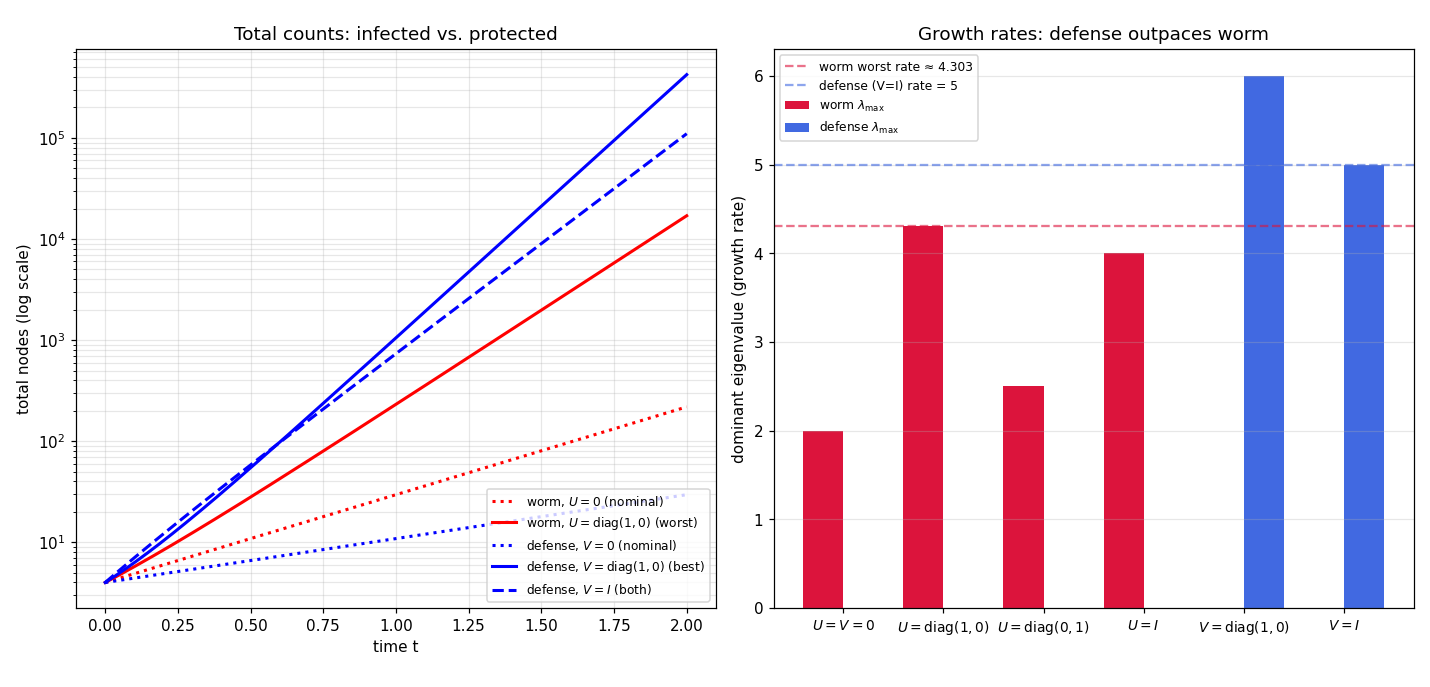 Total counts: infected vs. protected
total nodes (log scale)
10^5
10^4
10^3
10^2
10^1
worm, U = 0 (nominal)
worm, U = diag(1, 0) (worst)
defense, V = 0 (nominal)
defense, V = diag(1, 0) (best)
defense, V = I (both)
0.00 0.25 0.50 0.75 1.00 1.25 1.50 1.75 2.00
time t
Growth rates: defense outpaces worm
dominant eigenvalue (growth rate)
worm worst rate ≈ 4.303
defense (V=I) rate = 5
worm λ_max
defense λ_max
6
5
4
3
2
1
0
U = V = 0 U = diag(1, 0) U = diag(0, 1) U = I V = diag(1, 0) V = I